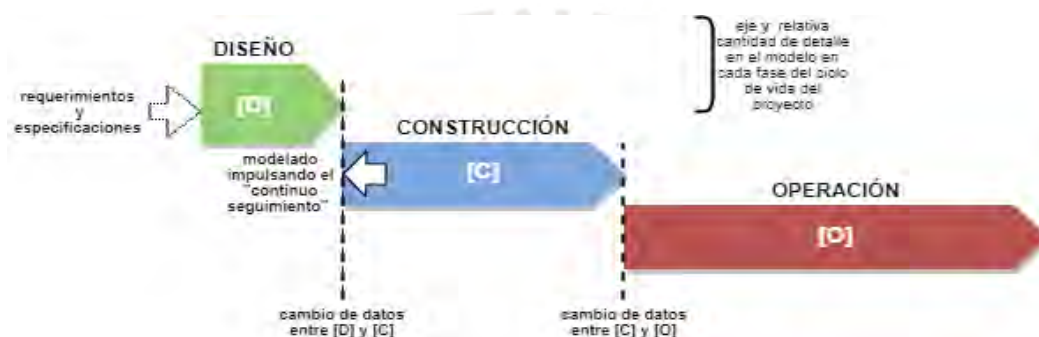 DISEÑO
[D]
requerimientos
y
especificaciones
eje y relativa
cantidad de detalle
en el modelo en
cada fase del ciclo
de vida del
proyecto
CONSTRUCCIÓN
[C]
modelado
impulsando el
"continuo
seguimiento"
OPERACIÓN
[O]
cambio de datos
entre [D] y [C]
cambio de datos
entre [C] y [O]